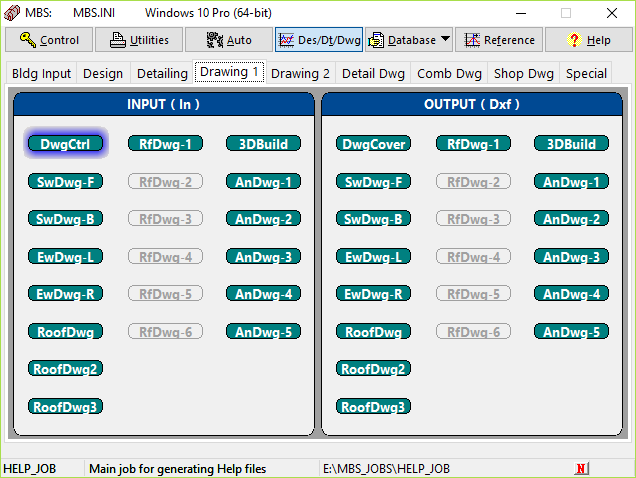 MBS: MBS.INI Windows 10 Pro (64-bit)
Control Utilities Auto Des/Dt/Dwg Database Reference ? Help
Bldg Input Design Detailing Drawing 1 Drawing 2 Detail Dwg Comb Dwg Shop Dwg Special
INPUT ( In ) OUTPUT ( Dxf )
DwgCtrl RfDwg-1 3DBuild DwgCover RfDwg-1 3DBuild
SwDwg-F RfDwg-2 AnDwg-1 SwDwg-F RfDwg-2 AnDwg-1
SwDwg-B RfDwg-3 AnDwg-2 SwDwg-B RfDwg-3 AnDwg-2
EwDwg-L RfDwg-4 AnDwg-3 EwDwg-L RfDwg-4 AnDwg-3
EwDwg-R RfDwg-5 AnDwg-4 EwDwg-R RfDwg-5 AnDwg-4
RoofDwg RfDwg-6 AnDwg-5 RoofDwg RfDwg-6 AnDwg-5
RoofDwg2 RoofDwg2
RoofDwg3 RoofDwg3
HELP_JOB Main job for generating Help files E:\MBS_JOBS\HELP_JOB N